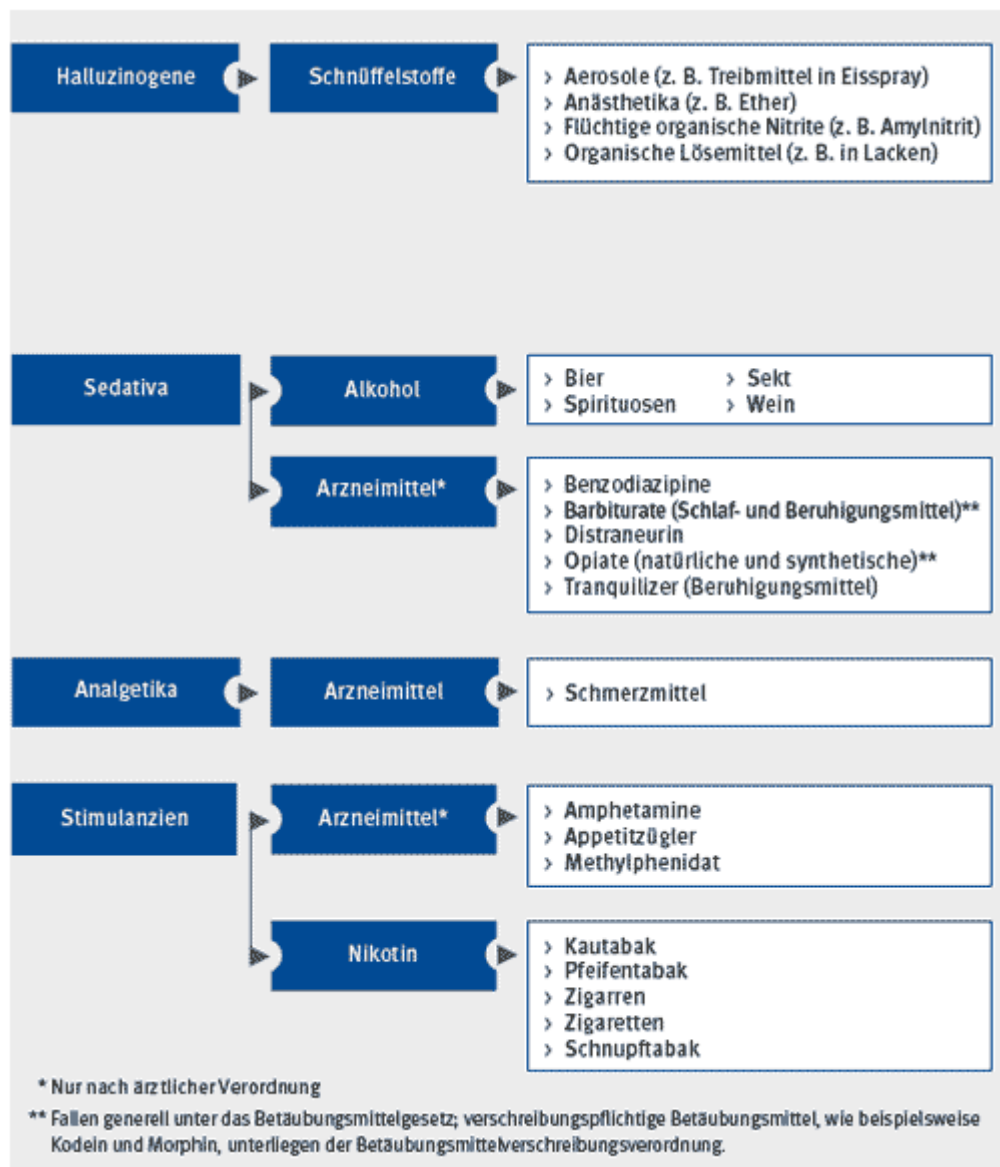 Halluzinogene
Schnüffelstoffe
› Aerosole (z. B. Treibmittel in Eisspray)
› Anästhetika (z. B. Ether)
› Flüchtige organische Nitrite (z. B. Amylnitrit)
› Organische Lösemittel (z. B. in Lacken)
Sedativa
Alkohol
› Bier › Sekt
› Spirituosen › Wein
Arzneimittel*
› Benzodiazipine
› Barbiturate (Schlaf- und Beruhigungsmittel)**
› Distraneurin
› Opiate (natürliche und synthetische)**
› Tranquilizer (Beruhigungsmittel)
Analgetika
Arzneimittel
› Schmerzmittel
Stimulanzien
Arzneimittel*
› Amphetamine
› Appetitzügler
› Methylphenidat
Nikotin
› Kautabak
› Pfeifentabak
› Zigarren
› Zigaretten
› Schnupftabak
* Nur nach ärztlicher Verordnung
** Fallen generell unter das Betäubungsmittelgesetz; verschreibungspflichtige Betäubungsmittel, wie beispielsweise
Kodein und Morphin, unterliegen der Betäubungsmittelverschreibungsverordnung.